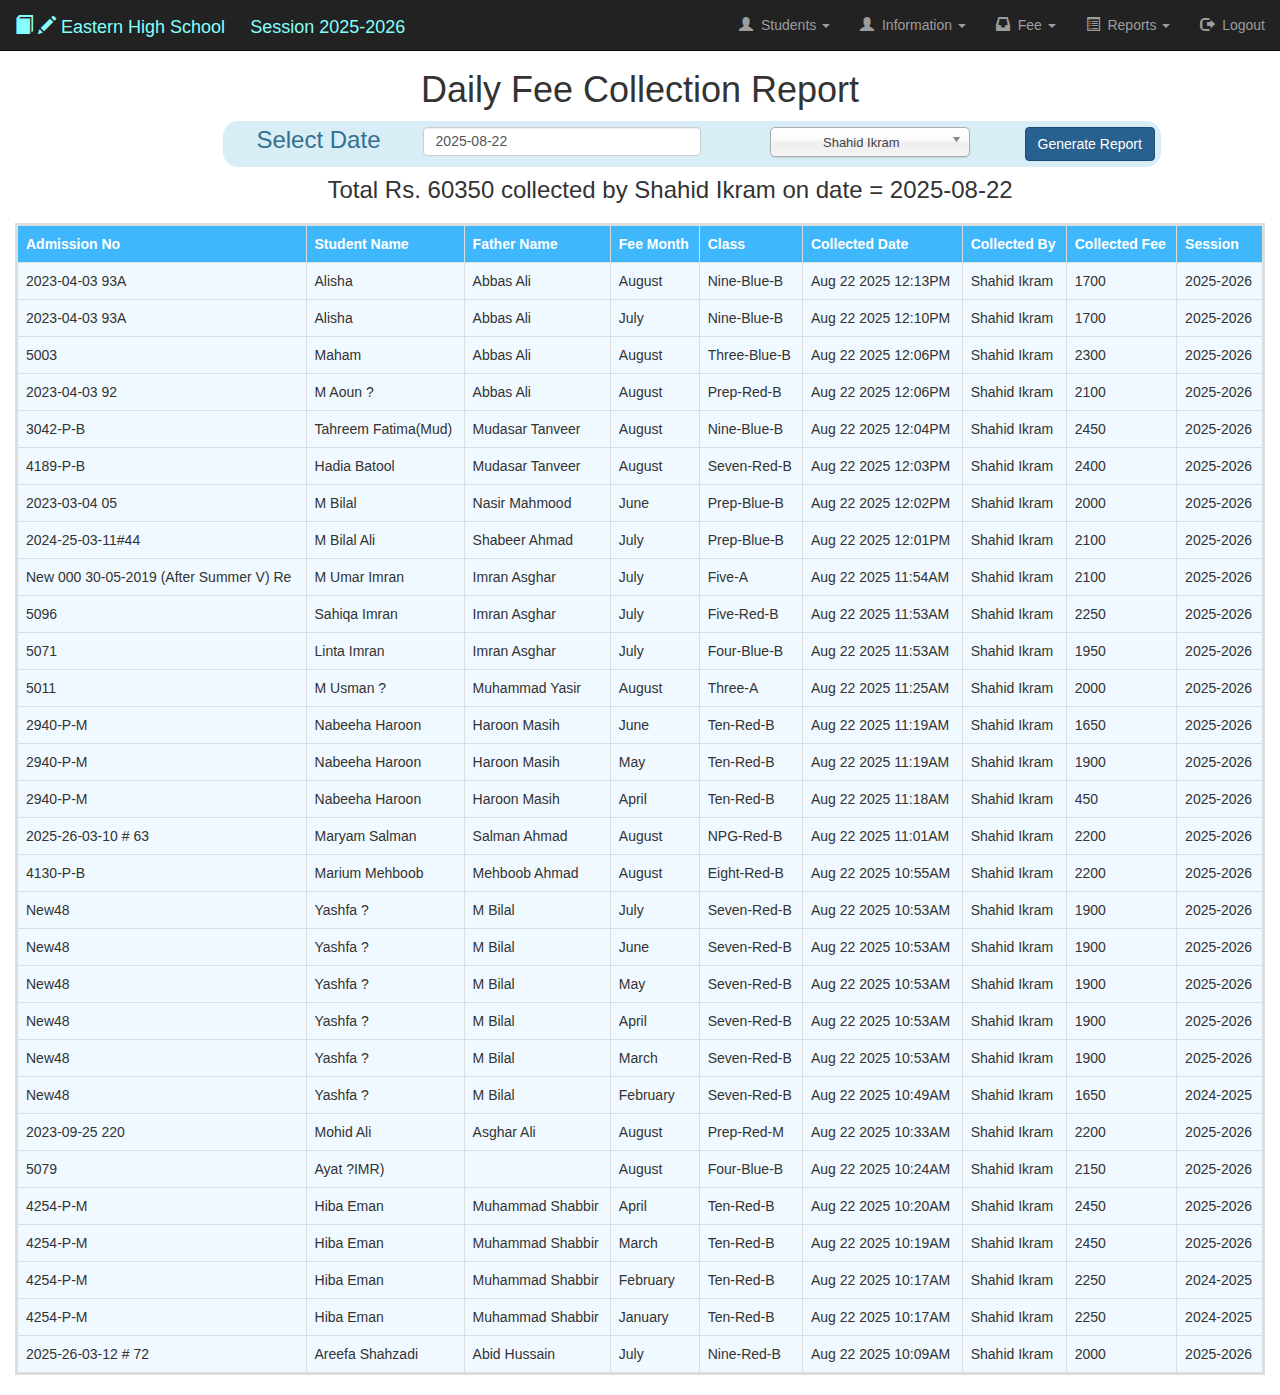 Eastern High School Session 2025-2026 Students Information Fee Reports Logout
Daily Fee Collection Report
Select Date 2025-08-22 Shahid Ikram Generate Report
Total Rs. 60350 collected by Shahid Ikram on date = 2025-08-22
Admission No Student Name Father Name Fee Month Class Collected Date Collected By Collected Fee Session
2023-04-03 93A Alisha Abbas Ali August Nine-Blue-B Aug 22 2025 12:13PM Shahid Ikram 1700 2025-2026
2023-04-03 93A Alisha Abbas Ali July Nine-Blue-B Aug 22 2025 12:10PM Shahid Ikram 1700 2025-2026
5003 Maham Abbas Ali August Three-Blue-B Aug 22 2025 12:06PM Shahid Ikram 2300 2025-2026
2023-04-03 92 M Aoun ? Abbas Ali August Prep-Red-B Aug 22 2025 12:06PM Shahid Ikram 2100 2025-2026
3042-P-B Tahreem Fatima(Mud) Mudasar Tanveer August Nine-Blue-B Aug 22 2025 12:04PM Shahid Ikram 2450 2025-2026
4189-P-B Hadia Batool Mudasar Tanveer August Seven-Red-B Aug 22 2025 12:03PM Shahid Ikram 2400 2025-2026
2023-03-04 05 M Bilal Nasir Mahmood June Prep-Blue-B Aug 22 2025 12:02PM Shahid Ikram 2000 2025-2026
2024-25-03-11#44 M Bilal Ali Shabeer Ahmad July Prep-Blue-B Aug 22 2025 12:01PM Shahid Ikram 2100 2025-2026
New 000 30-05-2019 (After Summer V) Re M Umar Imran Imran Asghar July Five-A Aug 22 2025 11:54AM Shahid Ikram 2100 2025-2026
5096 Sahiqa Imran Imran Asghar July Five-Red-B Aug 22 2025 11:53AM Shahid Ikram 2250 2025-2026
5071 Linta Imran Imran Asghar July Four-Blue-B Aug 22 2025 11:53AM Shahid Ikram 1950 2025-2026
5011 M Usman ? Muhammad Yasir August Three-A Aug 22 2025 11:25AM Shahid Ikram 2000 2025-2026
2940-P-M Nabeeha Haroon Haroon Masih June Ten-Red-B Aug 22 2025 11:19AM Shahid Ikram 1650 2025-2026
2940-P-M Nabeeha Haroon Haroon Masih May Ten-Red-B Aug 22 2025 11:19AM Shahid Ikram 1900 2025-2026
2940-P-M Nabeeha Haroon Haroon Masih April Ten-Red-B Aug 22 2025 11:18AM Shahid Ikram 450 2025-2026
2025-26-03-10 # 63 Maryam Salman Salman Ahmad August NPG-Red-B Aug 22 2025 11:01AM Shahid Ikram 2200 2025-2026
4130-P-B Marium Mehboob Mehboob Ahmad August Eight-Red-B Aug 22 2025 10:55AM Shahid Ikram 2200 2025-2026
New48 Yashfa ? M Bilal July Seven-Red-B Aug 22 2025 10:53AM Shahid Ikram 1900 2025-2026
New48 Yashfa ? M Bilal June Seven-Red-B Aug 22 2025 10:53AM Shahid Ikram 1900 2025-2026
New48 Yashfa ? M Bilal May Seven-Red-B Aug 22 2025 10:53AM Shahid Ikram 1900 2025-2026
New48 Yashfa ? M Bilal April Seven-Red-B Aug 22 2025 10:53AM Shahid Ikram 1900 2025-2026
New48 Yashfa ? M Bilal March Seven-Red-B Aug 22 2025 10:53AM Shahid Ikram 1900 2025-2026
New48 Yashfa ? M Bilal February Seven-Red-B Aug 22 2025 10:49AM Shahid Ikram 1650 2024-2025
2023-09-25 220 Mohid Ali Asghar Ali August Prep-Red-M Aug 22 2025 10:33AM Shahid Ikram 2200 2025-2026
5079 Ayat ?IMR) August Four-Blue-B Aug 22 2025 10:24AM Shahid Ikram 2150 2025-2026
4254-P-M Hiba Eman Muhammad Shabbir April Ten-Red-B Aug 22 2025 10:20AM Shahid Ikram 2450 2025-2026
4254-P-M Hiba Eman Muhammad Shabbir March Ten-Red-B Aug 22 2025 10:19AM Shahid Ikram 2450 2025-2026
4254-P-M Hiba Eman Muhammad Shabbir February Ten-Red-B Aug 22 2025 10:17AM Shahid Ikram 2250 2024-2025
4254-P-M Hiba Eman Muhammad Shabbir January Ten-Red-B Aug 22 2025 10:17AM Shahid Ikram 2250 2024-2025
2025-26-03-12 # 72 Areefa Shahzadi Abid Hussain July Nine-Red-B Aug 22 2025 10:09AM Shahid Ikram 2000 2025-2026